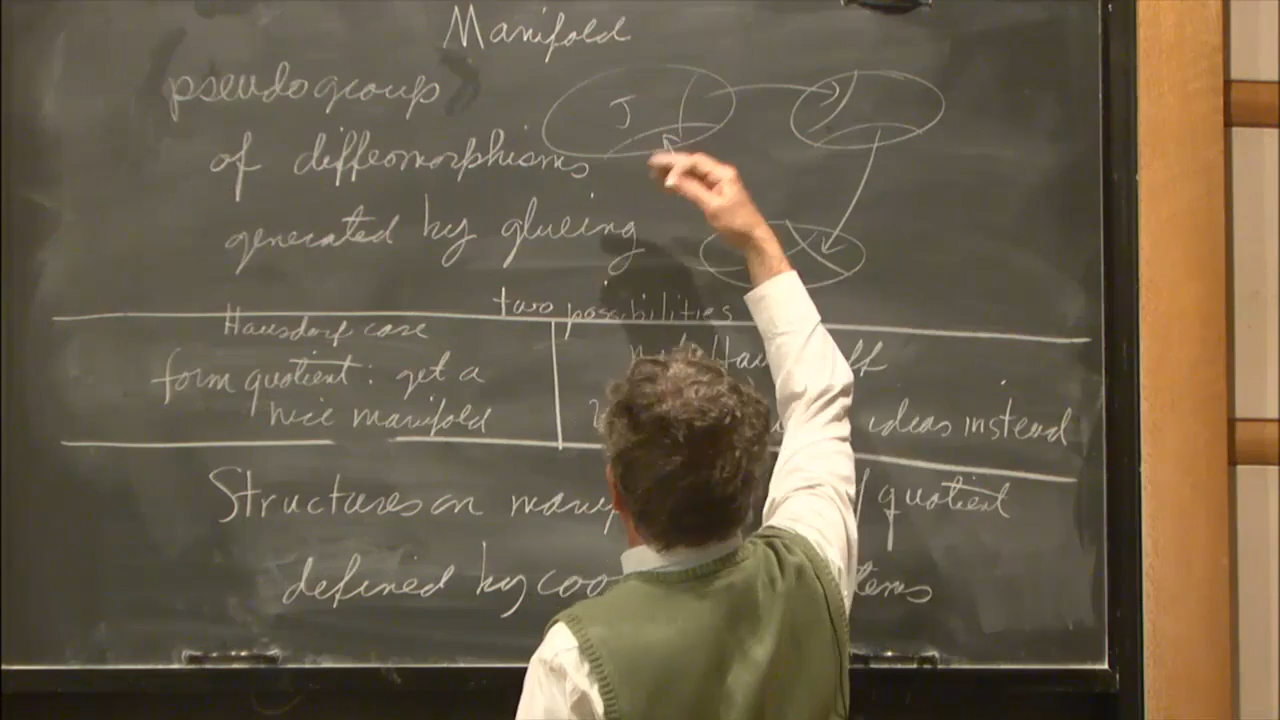 Manifold
pseudogroup
of diffeomorphisms
generated by glueing
J
two possibilities
Hausdorf case
form quotient: get a
nice manifold
ideas instead
Structures on
quotient
defined by